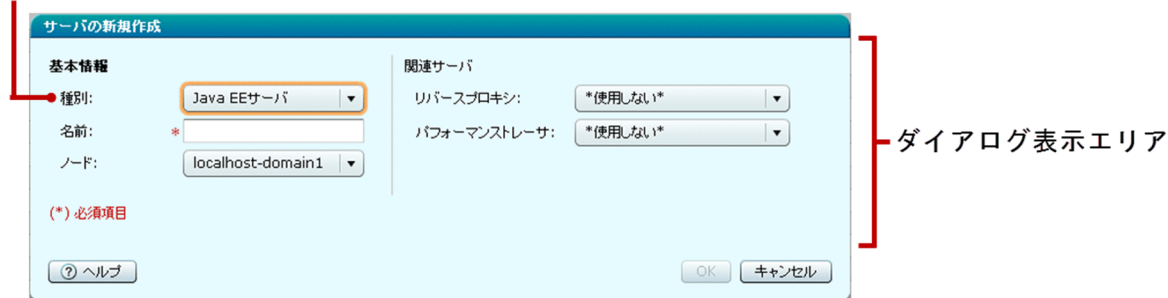 サーバの新規作成
基本情報
種別:
Java EEサーバ
名前:
*
ノード:
localhost-domain1
(*) 必須項目
関連サーバ
リバースプロキシ:
*使用しない*
パフォーマンストレーサ:
*使用しない*
? ヘルプ
OK
キャンセル
ダイアログ表示エリア